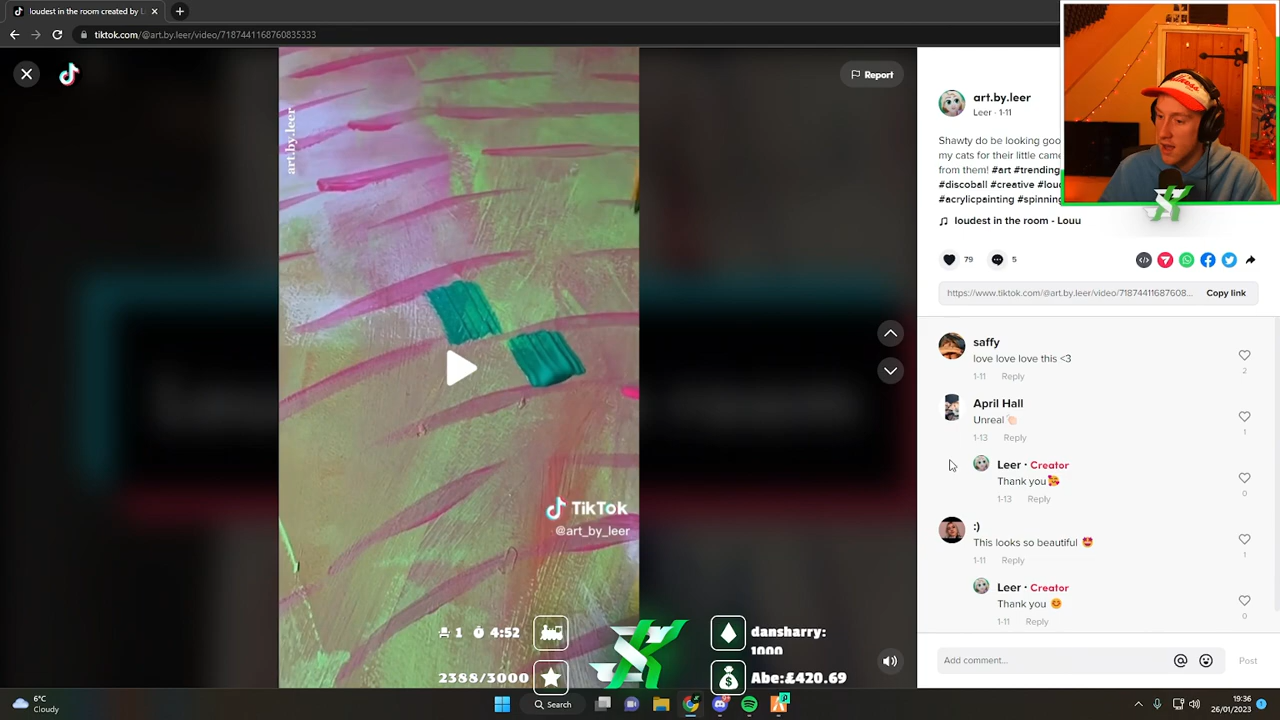 loudest in the room created by L
tiktok.com/@art.by.leer/video/7187441168760835333
Report
art.by.leer
art.by.leer
Leer · 1-11
Shawty do be looking goo
my cats for their little came
from them! #art #trending
#discoball #creative #lou
#acrylicpainting #spinning
loudest in the room - Louu
79
5
https://www.tiktok.com/@art.by.leer/video/71874411687608...
Copy link
saffy
love love love this <3
1-11 Reply
2
April Hall
Unreal
1-13 Reply
1
Leer · Creator
Thank you
1-13 Reply
0
:)
This looks so beautiful
1-11 Reply
1
Leer · Creator
Thank you
1-11 Reply
0
TikTok
@art_by_leer
1 4:52
2388/3000
dansharry:
1000
Abe:£420.69
Add comment...
Post
6°C
Cloudy
Search
19:36
26/01/2023